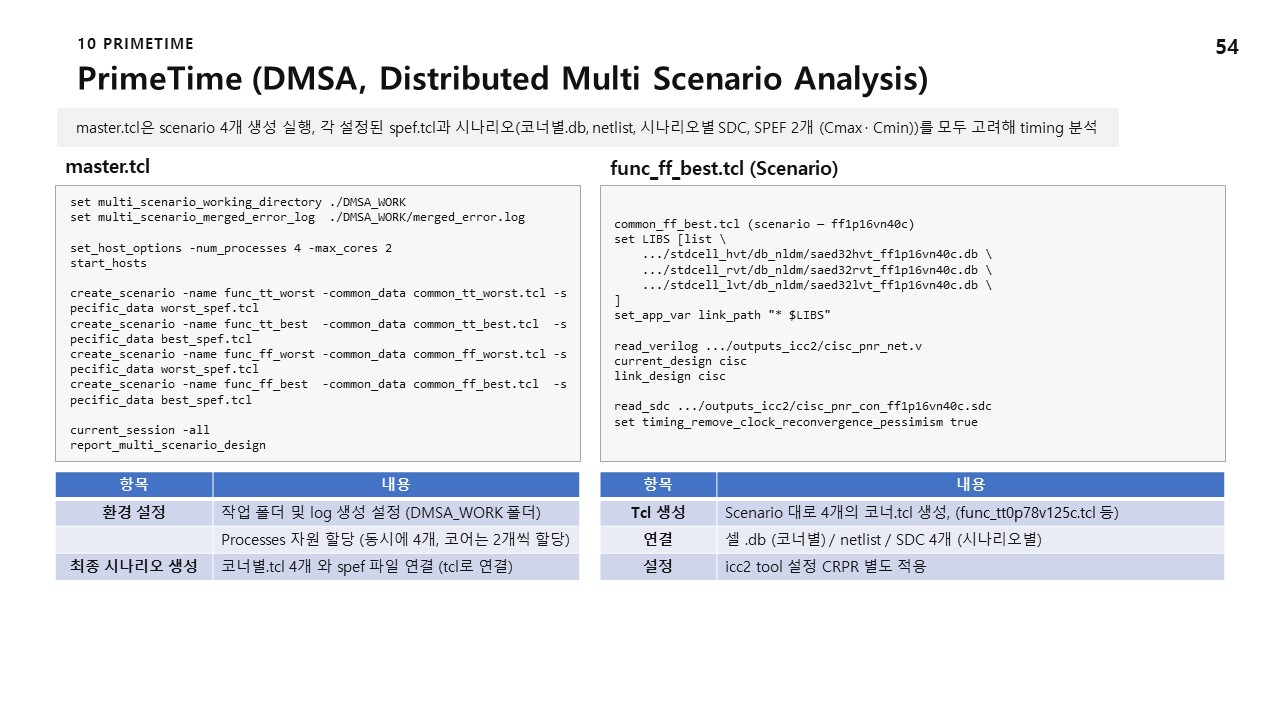 10 PRIMETIME
54
PrimeTime (DMSA, Distributed Multi Scenario Analysis)
master.tcl은 scenario 4개 생성 실행, 각 설정된 spef.tcl과 시나리오(코너별.db, netlist, 시나리오별 SDC, SPEF 2개 (Cmax · Cmin))를 모두 고려해 timing 분석
master.tcl
set multi_scenario_working_directory ./DMSA_WORK
set multi_scenario_merged_error_log  ./DMSA_WORK/merged_error.log
set_host_options -num_processes 4 -max_cores 2
start_hosts
create_scenario -name func_tt_worst -common_data common_tt_worst.tcl -s
pecific_data worst_spef.tcl
create_scenario -name func_tt_best  -common_data common_tt_best.tcl  -s
pecific_data best_spef.tcl
create_scenario -name func_ff_worst -common_data common_ff_worst.tcl -s
pecific_data worst_spef.tcl
create_scenario -name func_ff_best  -common_data common_ff_best.tcl  -s
pecific_data best_spef.tcl
current_session -all
report_multi_scenario_design
func_ff_best.tcl (Scenario)
common_ff_best.tcl (scenario — ff1p16vn40c)
set LIBS [list \
    .../stdcell_hvt/db_nldm/saed32hvt_ff1p16vn40c.db \
    .../stdcell_rvt/db_nldm/saed32rvt_ff1p16vn40c.db \
    .../stdcell_lvt/db_nldm/saed32lvt_ff1p16vn40c.db \
]
set_app_var link_path "* $LIBS"
read_verilog .../outputs_icc2/cisc_pnr_net.v
current_design cisc
link_design cisc
read_sdc .../outputs_icc2/cisc_pnr_con_ff1p16vn40c.sdc
set timing_remove_clock_reconvergence_pessimism true
항목 내용
환경 설정 작업 폴더 및 log 생성 설정 (DMSA_WORK 폴더)
Processes 자원 할당 (동시에 4개, 코어는 2개씩 할당)
최종 시나리오 생성 코너별.tcl 4개 와 spef 파일 연결 (tcl로 연결)
항목 내용
Tcl 생성 Scenario 대로 4개의 코너.tcl 생성, (func_tt0p78v125c.tcl 등)
연결 셀 .db (코너별) / netlist / SDC 4개 (시나리오별)
설정 icc2 tool 설정 CRPR 별도 적용